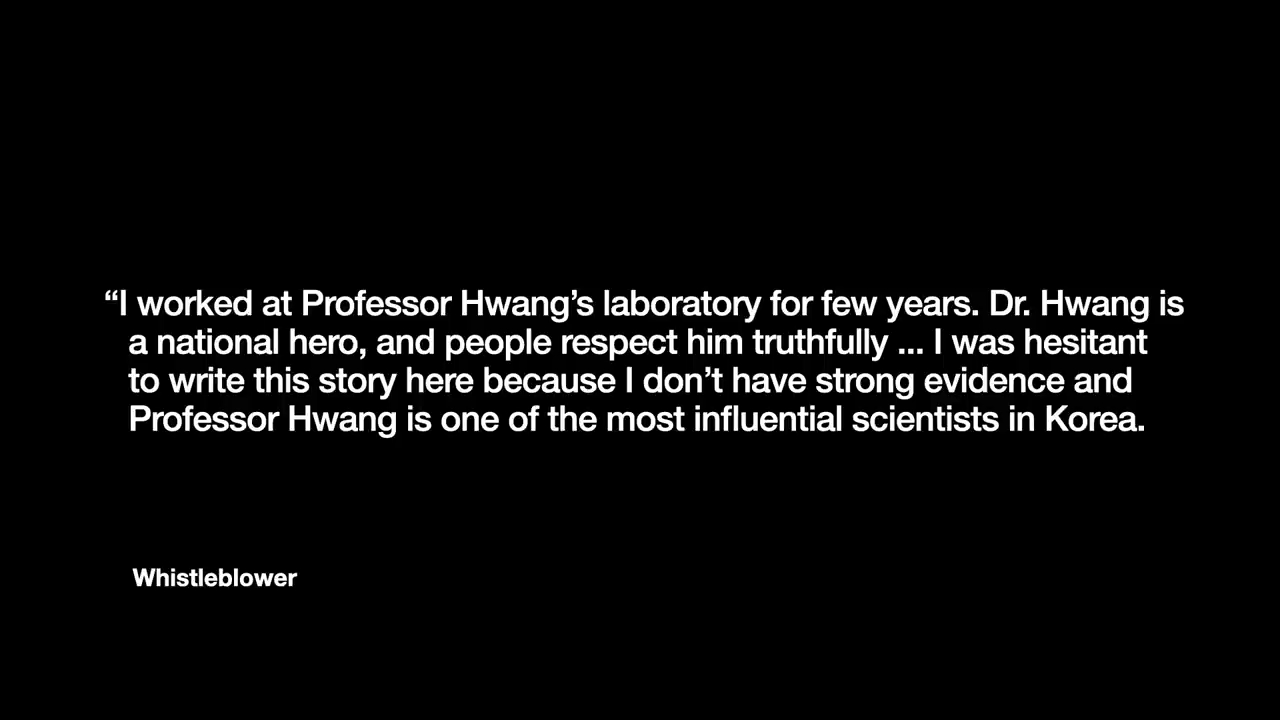 “I worked at Professor Hwang’s laboratory for few years. Dr. Hwang is
a national hero, and people respect him truthfully ... I was hesitant
to write this story here because I don’t have strong evidence and
Professor Hwang is one of the most influential scientists in Korea.
Whistleblower